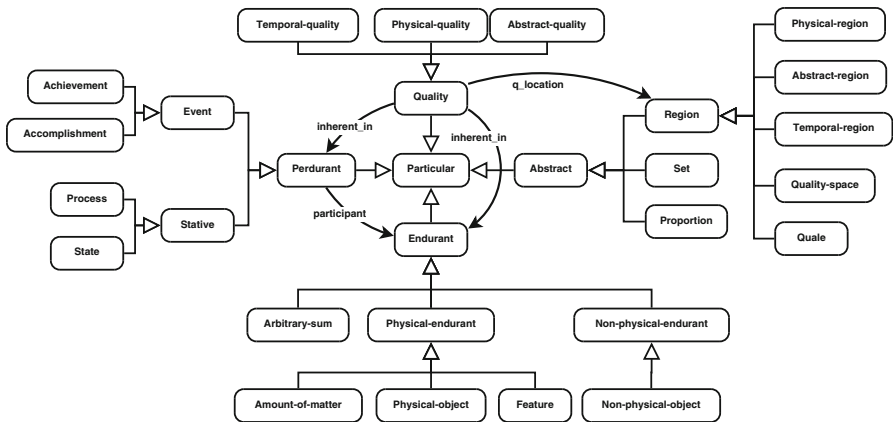 Temporal-quality
Physical-quality
Abstract-quality
Physical-region
Achievement
Abstract-region
Quality
q_location
Event
Region
Accomplishment
inherent_in
Temporal-region
inherent_in
Perdurant
Particular
Abstract
Set
Process
Quality-space
participant
Stative
Proportion
State
Endurant
Quale
Arbitrary-sum
Physical-endurant
Non-physical-endurant
Amount-of-matter
Physical-object
Feature
Non-physical-object